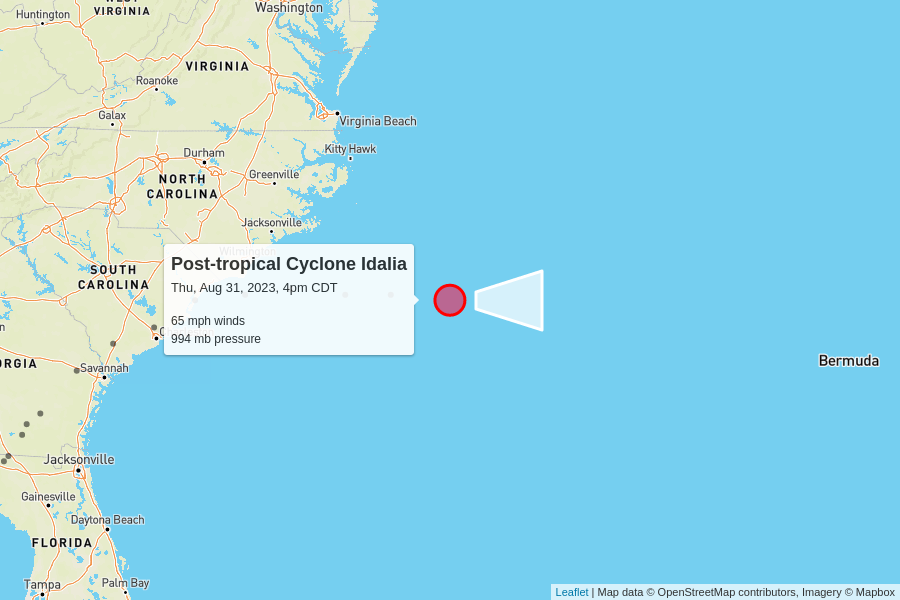 Huntington
WEST
VIRGINIA
Washington
VIRGINIA
Roanoke
Galax
Virginia Beach
Durham
Kitty Hawk
Greenville
NORTH
CAROLINA
Jacksonville
Wilmington
SOUTH
CAROLINA
Post-tropical Cyclone Idalia
Thu, Aug 31, 2023, 4pm CDT
65 mph winds
994 mb pressure
Bermuda
Savannah
Jacksonville
Gainesville
Daytona Beach
FLORIDA
Tampa
Palm Bay
Leaflet | Map data © OpenStreetMap contributors, Imagery © Mapbox